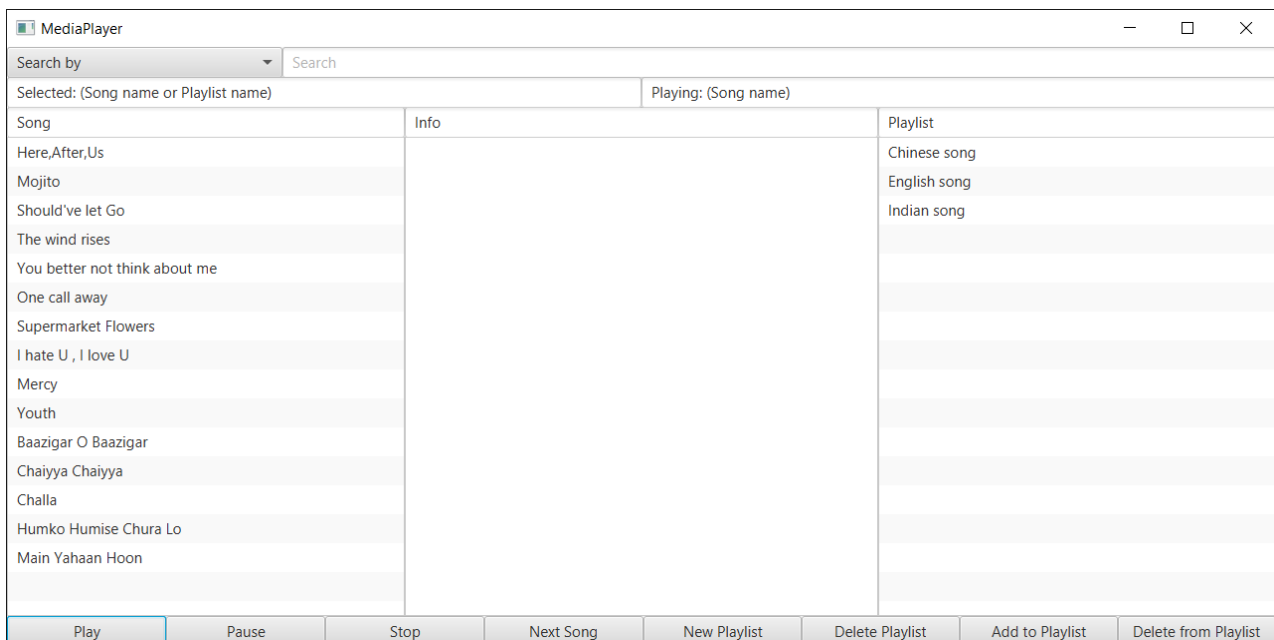 MediaPlayer
Search by Search
Selected: (Song name or Playlist name) Playing: (Song name)
Song Info Playlist
Here,After,Us Chinese song
Mojito English song
Should've let Go Indian song
The wind rises
You better not think about me
One call away
Supermarket Flowers
I hate U , I love U
Mercy
Youth
Baazigar O Baazigar
Chaiyya Chaiyya
Challa
Humko Humise Chura Lo
Main Yahaan Hoon
Play Pause Stop Next Song New Playlist Delete Playlist Add to Playlist Delete from Playlist